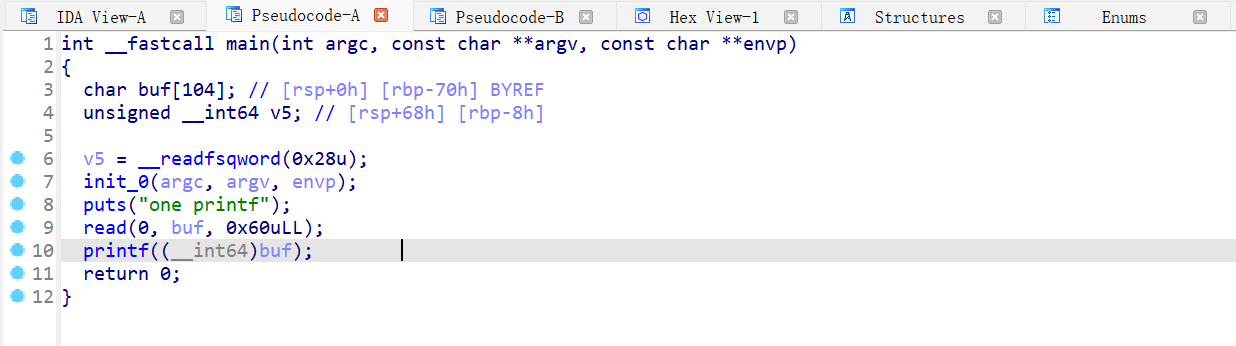 IDA View-A Pseudocode-A Pseudocode-B Hex View-1 Structures Enums
1 int __fastcall main(int argc, const char **argv, const char **envp)
2 {
3   char buf[104]; // [rsp+0h] [rbp-70h] BYREF
4   unsigned __int64 v5; // [rsp+68h] [rbp-8h]
5
6   v5 = __readfsqword(0x28u);
7   init_0(argc, argv, envp);
8   puts("one printf");
9   read(0, buf, 0x60uLL);
10   printf((__int64)buf);
11   return 0;
12 }